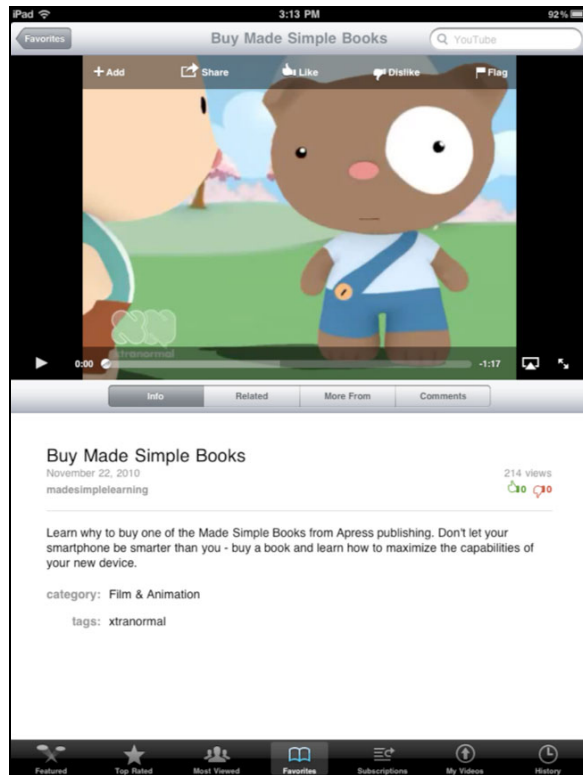 iPad 3:13 PM 92%
Favorites Buy Made Simple Books YouTube
Add Share Like Dislike Flag
xtranormal
0:00 -1:17
Info Related More From Comments
Buy Made Simple Books
November 22, 2010 214 views
madesimplelearning 0 0
Learn why to buy one of the Made Simple Books from Apress publishing. Don't let your
smartphone be smarter than you - buy a book and learn how to maximize the capabilities of
your new device.
category: Film & Animation
tags: xtranormal
Featured Top Rated Most Viewed Favorites Subscriptions My Videos History